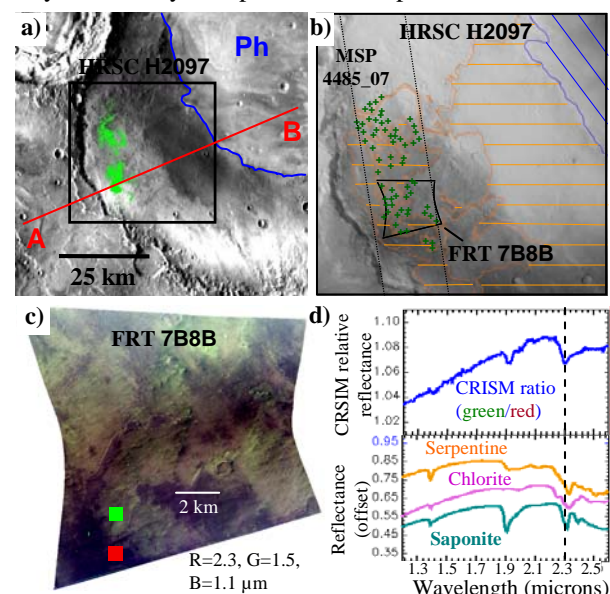 a)
Ph
HRSC H2097
B
A
25 km
b)
HRSC H2097
MSP
4485_07
FRT 7B8B
c)
FRT 7B8B
2 km
R=2.3, G=1.5,
B=1.1 µm
d)
CRSIM relative
reflectance
1.10
1.08
1.06
1.04
1.02
CRISM ratio
(green/red)
Reflectance
(offset)
0.95
0.85
0.75
0.65
0.55
0.45
0.35
Serpentine
Chlorite
Saponite
1.3 1.5 1.7 1.9 2.1 2.3 2.5
Wavelength (microns)